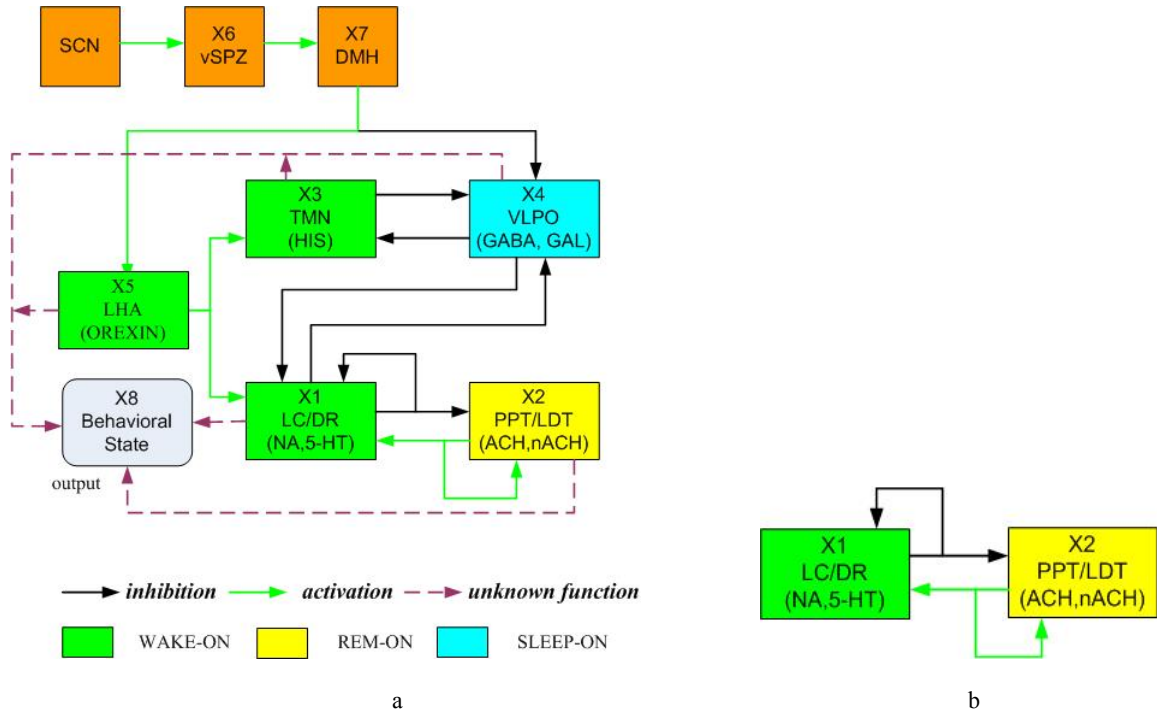 SCN
X6
vSPZ
X7
DMH
X3
TMN
(HIS)
X4
VLPO
(GABA, GAL)
X5
LHA
(OREXIN)
X8
Behavioral
State
output
X1
LC/DR
(NA,5-HT)
X2
PPT/LDT
(ACH,nACH)
inhibition activation unknown function
WAKE-ON REM-ON SLEEP-ON
a
X1
LC/DR
(NA,5-HT)
X2
PPT/LDT
(ACH,nACH)
b